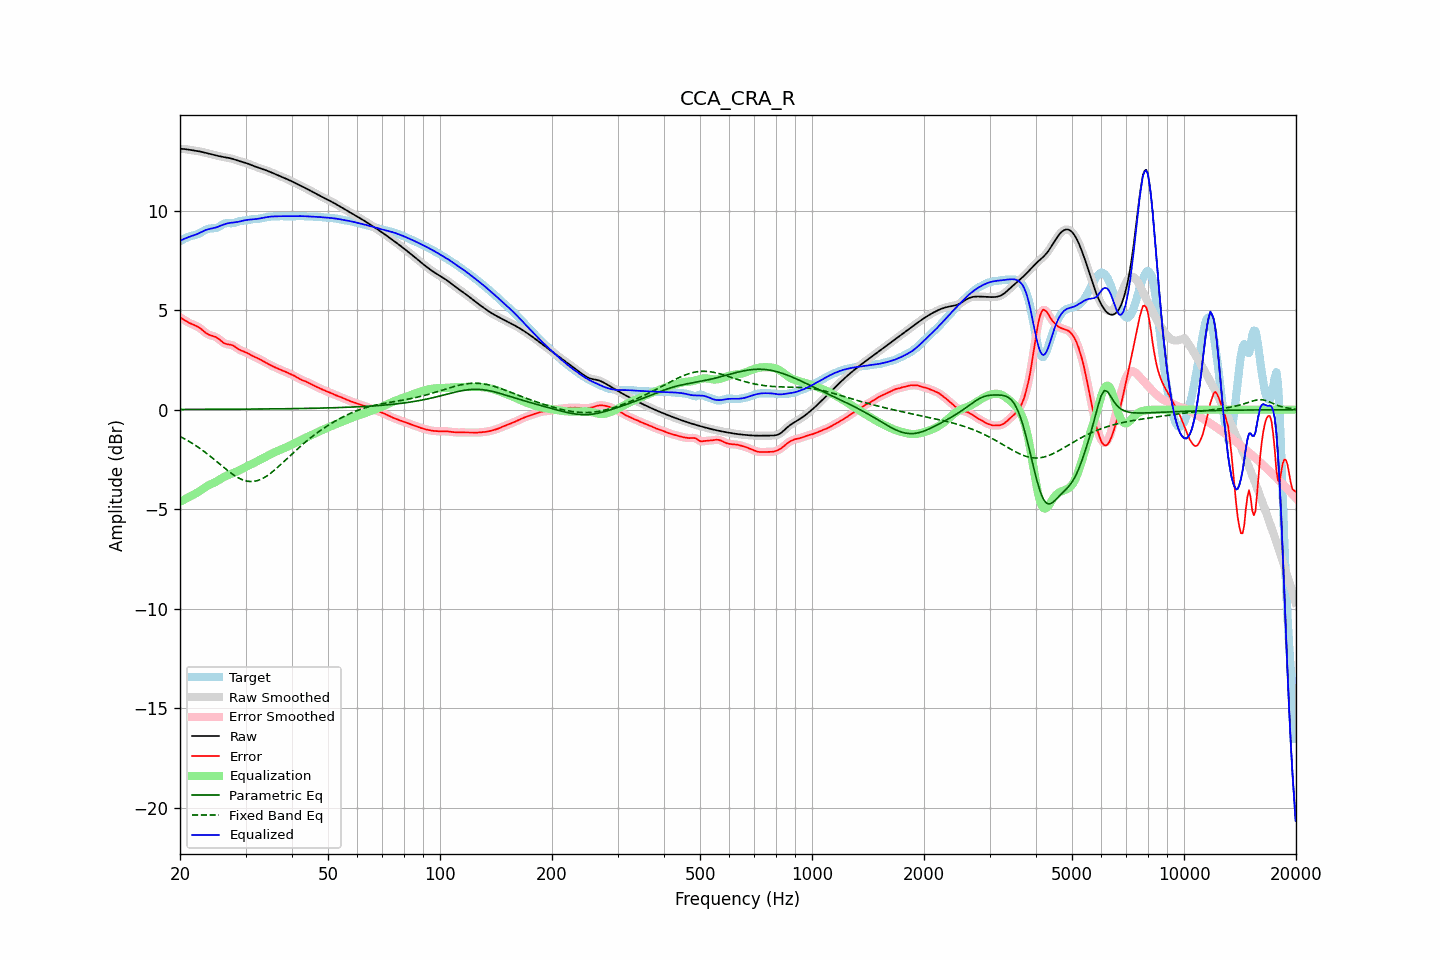 CCA_CRA_R
Amplitude (dBr)
10
5
0
−5
−10
−15
−20
Target
Raw Smoothed
Error Smoothed
Raw
Error
Equalization
Parametric Eq
Fixed Band Eq
Equalized
20 50 100 200 500 1000 2000 5000 10000 20000
Frequency (Hz)